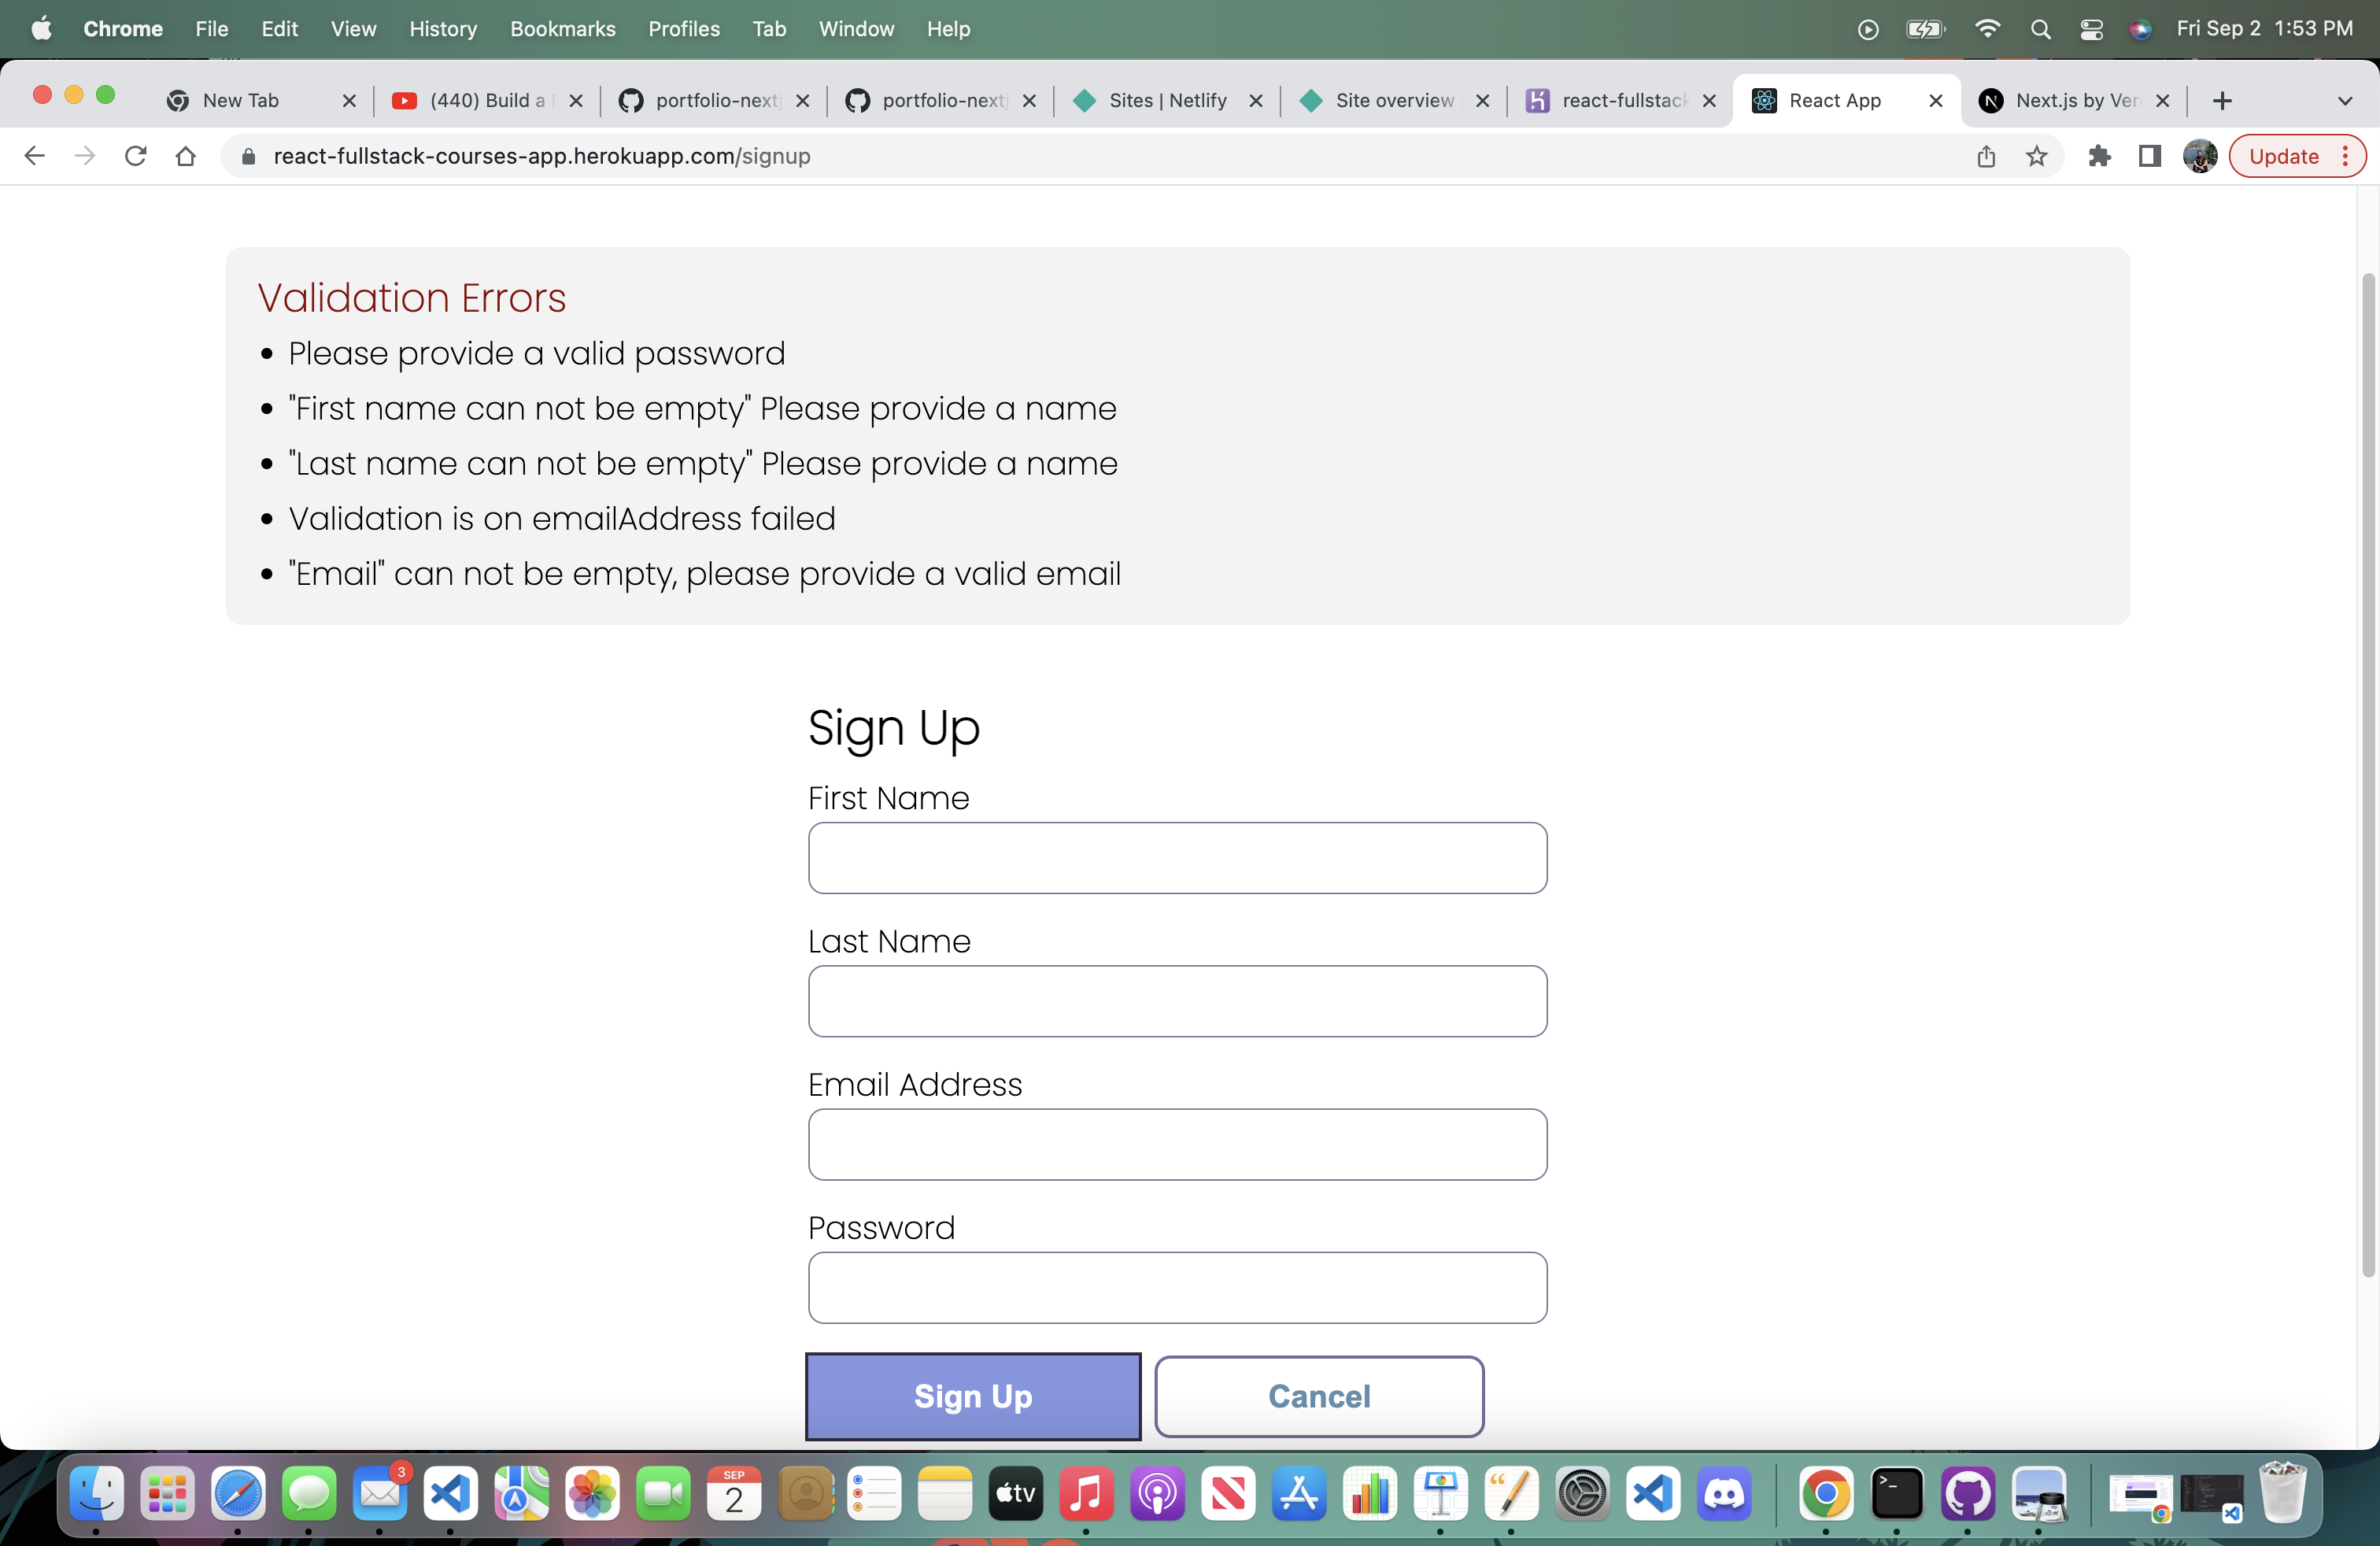 Chrome File Edit View History Bookmarks Profiles Tab Window Help Fri Sep 2 1:53 PM
New Tab (440) Build a portfolio-nextj portfolio-nextj Sites | Netlify Site overview react-fullstack React App Next.js by Ver
react-fullstack-courses-app.herokuapp.com/signup Update
Validation Errors
• Please provide a valid password
• "First name can not be empty" Please provide a name
• "Last name can not be empty" Please provide a name
• Validation is on emailAddress failed
• "Email" can not be empty, please provide a valid email
Sign Up
First Name
Last Name
Email Address
Password
Sign Up Cancel
3
SEP
2
tv